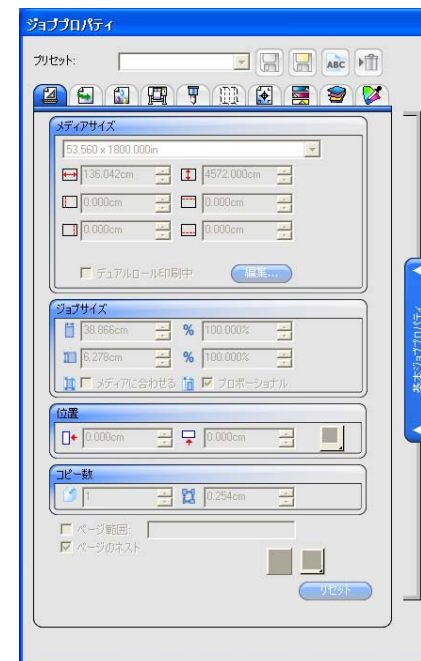 ジョブプロパティ
プリセット:
ABC
メディアサイズ
53.560 x 1800.000in
136.042cm 4572.000cm
0.000cm 0.000cm
0.000cm 0.000cm
デュアルロール印刷中 編集...
ジョブサイズ
38.866cm % 100.000%
6.278cm % 100.000%
メディアに合わせる プロポーショナル
位置
0.000cm 0.000cm
コピー数
1 0.254cm
ページ範囲:
ページのネスト
リセット
基本ジョブプロパティ